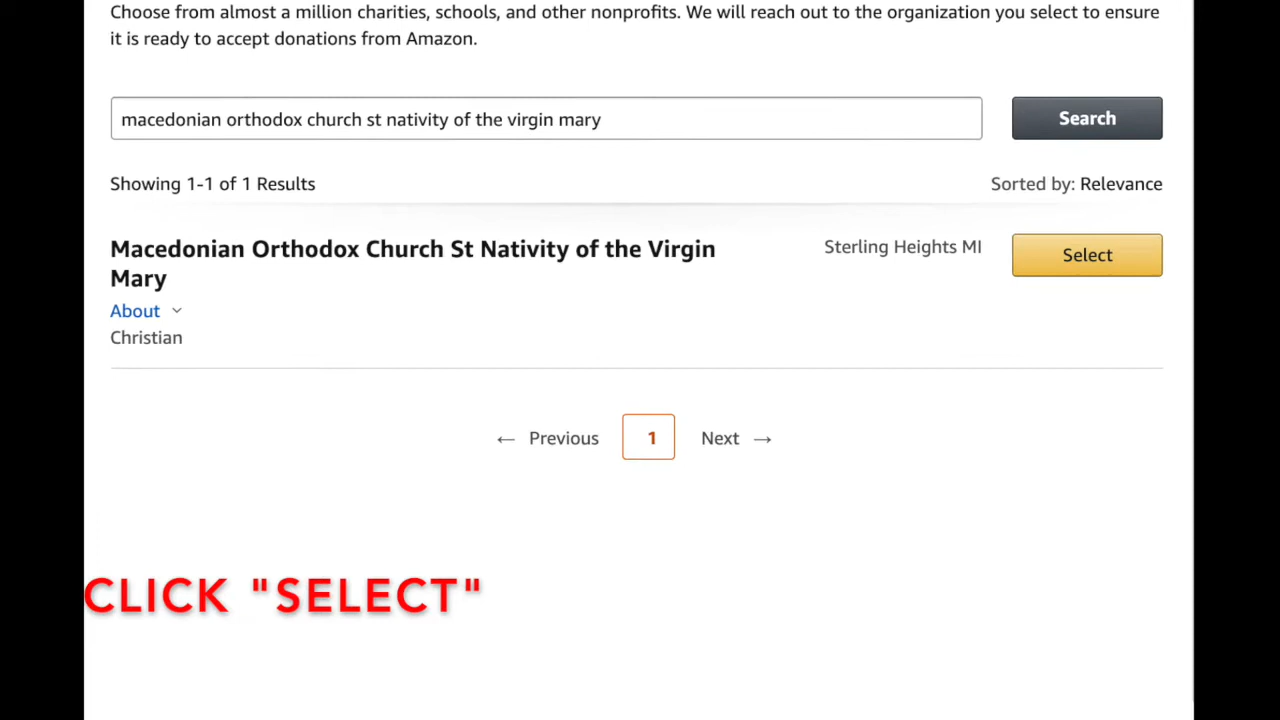 Choose from almost a million charities, schools, and other nonprofits. We will reach out to the organization you select to ensure
it is ready to accept donations from Amazon.
macedonian orthodox church st nativity of the virgin mary
Search
Showing 1-1 of 1 Results
Sorted by: Relevance
Macedonian Orthodox Church St Nativity of the Virgin
Mary
Sterling Heights MI
Select
About
Christian
← Previous
1
Next →
CLICK "SELECT"